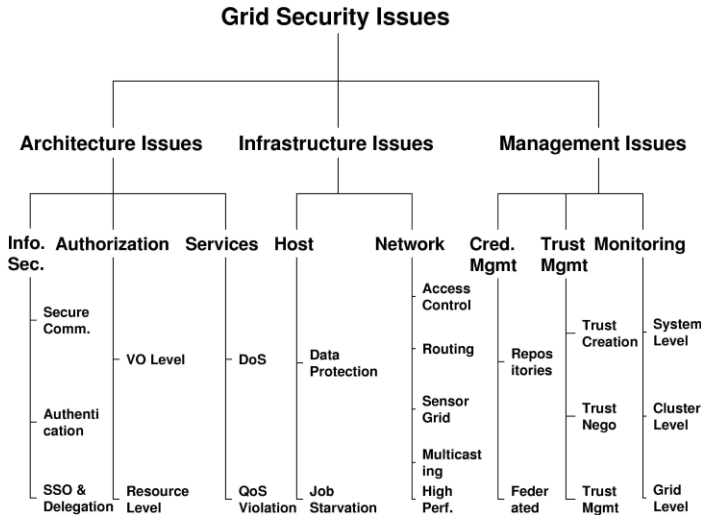 Grid Security Issues
Architecture Issues
Infrastructure Issues
Management Issues
Info.
Sec.
Authorization
Services
Host
Network
Cred.
Mgmt
Trust
Mgmt
Monitoring
Secure
Comm.
Authenti
cation
SSO &
Delegation
VO Level
Resource
Level
DoS
QoS
Violation
Data
Protection
Job
Starvation
Access
Control
Routing
Sensor
Grid
Multicast
ing
High
Perf.
Repos
itories
Feder
ated
Trust
Creation
Trust
Nego
Trust
Mgmt
System
Level
Cluster
Level
Grid
Level